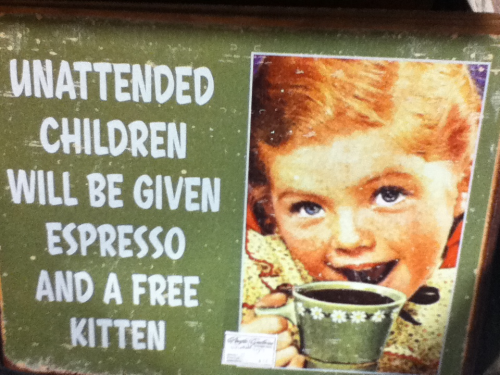 UNATTENDED
CHILDREN
WILL BE GIVEN
ESPRESSO
AND A FREE
KITTEN